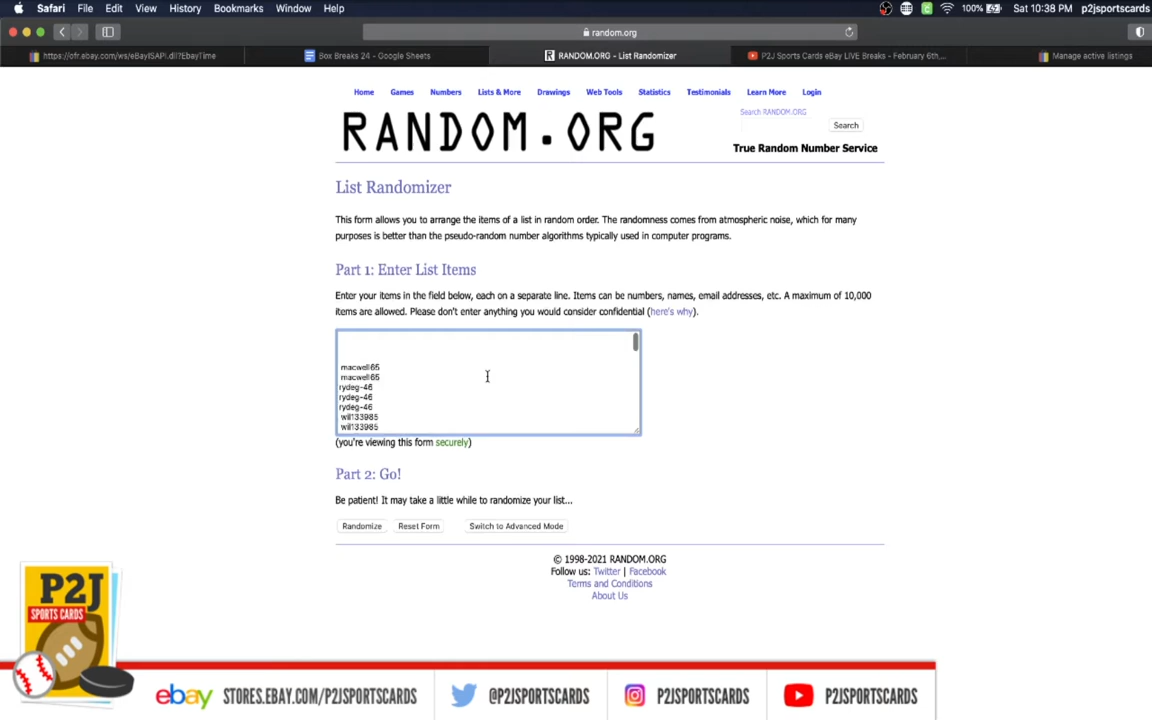 Safari File Edit View History Bookmarks Window Help 100% Sat 10:38 PM p2jsportscards
random.org
https://ofr.ebay.com/ws/eBayISAPI.dll?EbayTime Box Breaks 24 - Google Sheets R RANDOM.ORG - List Randomizer P2J Sports Cards eBay LIVE Breaks - February 6th,... Manage active listings
Home Games Numbers Lists & More Drawings Web Tools Statistics Testimonials Learn More Login
Search RANDOM.ORG
RANDOM.ORG
Search
True Random Number Service
List Randomizer
This form allows you to arrange the items of a list in random order. The randomness comes from atmospheric noise, which for many
purposes is better than the pseudo-random number algorithms typically used in computer programs.
Part 1: Enter List Items
Enter your items in the field below, each on a separate line. Items can be numbers, names, email addresses, etc. A maximum of 10,000
items are allowed. Please don't enter anything you would consider confidential (here's why).
macwell65
macwell65
rydeg-46
rydeg-46
rydeg-46
wil133985
wil133985
(you're viewing this form securely)
Part 2: Go!
Be patient! It may take a little while to randomize your list...
Randomize Reset Form Switch to Advanced Mode
© 1998-2021 RANDOM.ORG
Follow us: Twitter | Facebook
Terms and Conditions
About Us
P2J
SPORTS CARDS
ebay STORES.EBAY.COM/P2JSPORTSCARDS @P2JSPORTSCARDS P2JSPORTSCARDS P2JSPORTSCARDS